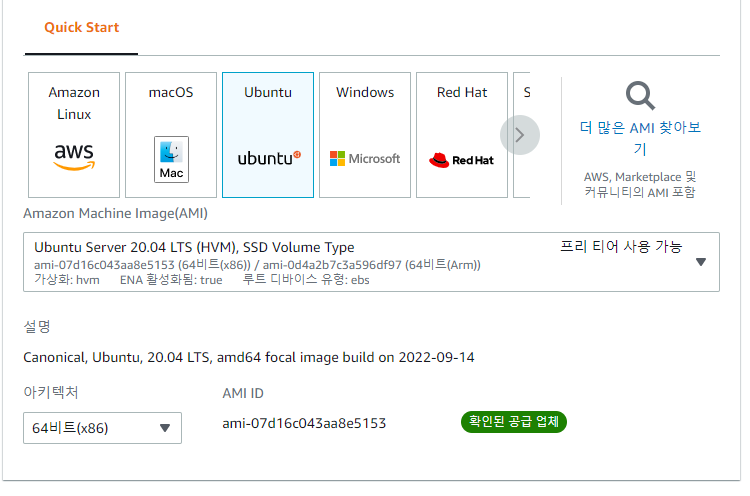 Quick Start
Amazon
Linux
aws
macOS
Mac
Ubuntu
ubuntu
Windows
Microsoft
Red Hat
Red Hat
S
더 많은 AMI 찾아보
기
AWS, Marketplace 및
커뮤니티의 AMI 포함
Amazon Machine Image(AMI)
Ubuntu Server 20.04 LTS (HVM), SSD Volume Type
프리 티어 사용 가능
ami-07d16c043aa8e5153 (64비트(x86)) / ami-0d4a2b7c3a596df97 (64비트(Arm))
가상화: hvm ENA 활성화됨: true 루트 디바이스 유형: ebs
설명
Canonical, Ubuntu, 20.04 LTS, amd64 focal image build on 2022-09-14
아키텍처
AMI ID
64비트(x86)
ami-07d16c043aa8e5153
확인된 공급 업체